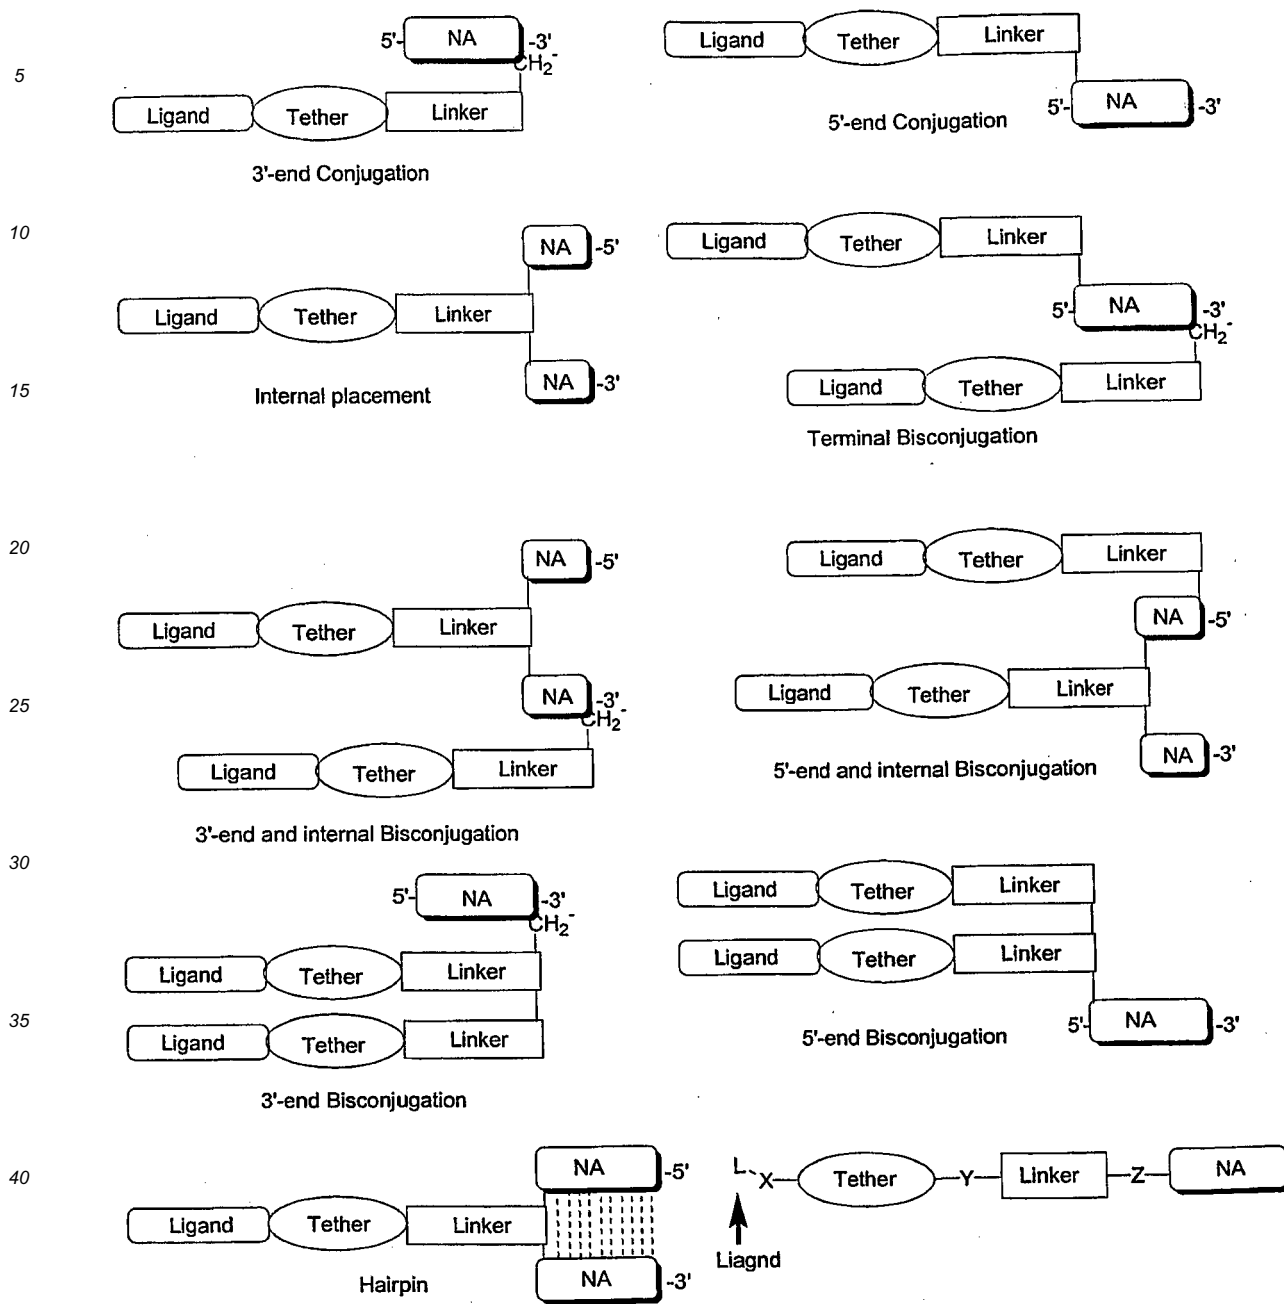 5'- NA -3'
CH2-
Ligand Tether Linker
3'-end Conjugation
Ligand Tether Linker
5'- NA -3'
5'-end Conjugation
5
NA -5'
Ligand Tether Linker
NA -3'
Internal placement
10
15
Ligand Tether Linker
5'- NA -3'
CH2-
Ligand Tether Linker
Terminal Bisconjugation
20
NA -5'
Ligand Tether Linker
NA -3'
CH2-
Ligand Tether Linker
3'-end and internal Bisconjugation
25
Ligand Tether Linker
NA -5'
Ligand Tether Linker
NA -3'
5'-end and internal Bisconjugation
30
5'- NA -3'
CH2-
Ligand Tether Linker
Ligand Tether Linker
3'-end Bisconjugation
35
Ligand Tether Linker
Ligand Tether Linker
5'- NA -3'
5'-end Bisconjugation
40
NA -5'
Ligand Tether Linker
NA -3'
Hairpin
L X Tether Y Linker Z NA
Liagnd